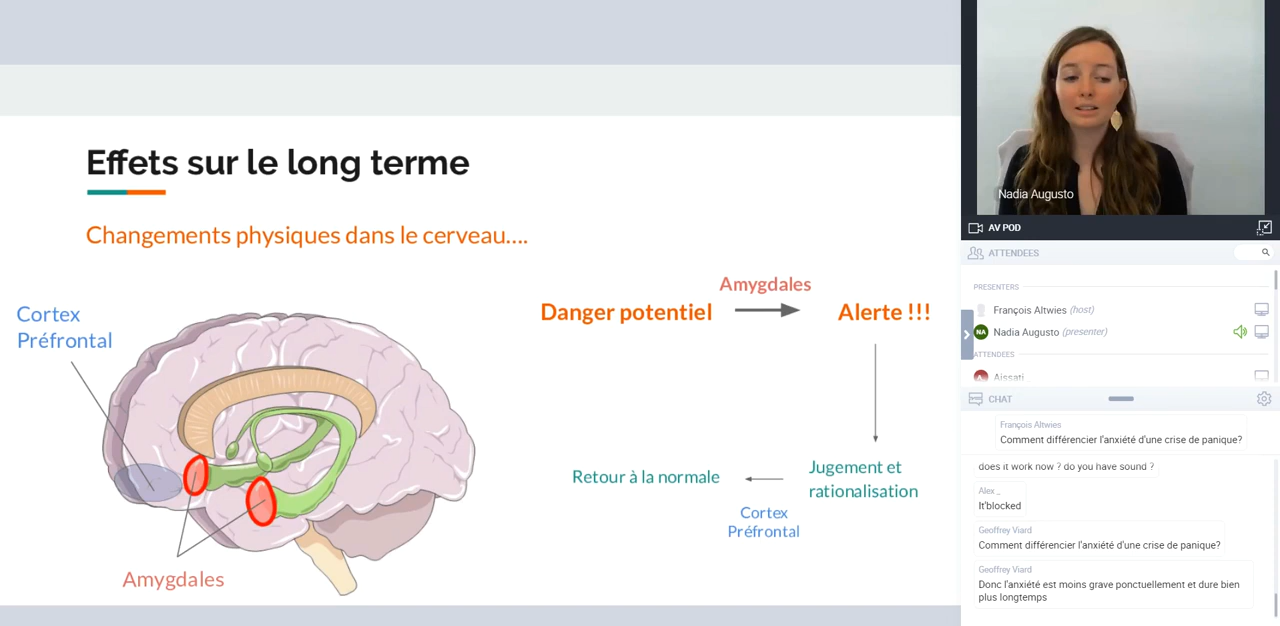 Effets sur le long terme
Changements physiques dans le cerveau....
Cortex
Préfrontal
Amygdales
Amygdales
Danger potentiel
Alerte !!!
Jugement et
rationalisation
Retour à la normale
Cortex
Préfrontal
Nadia Augusto
AV POD
ATTENDEES
PRESENTERS
François Altwies (host)
NA
Nadia Augusto (presenter)
ATTENDEES
Aissati
CHAT
François Altwies
Comment différencier l'anxiété d'une crise de panique?
does it work now ? do you have sound ?
Alex _
It'blocked
Geoffrey Viard
Comment différencier l'anxiété d'une crise de panique?
Geoffrey Viard
Donc l'anxiété est moins grave ponctuellement et dure bien
plus longtemps